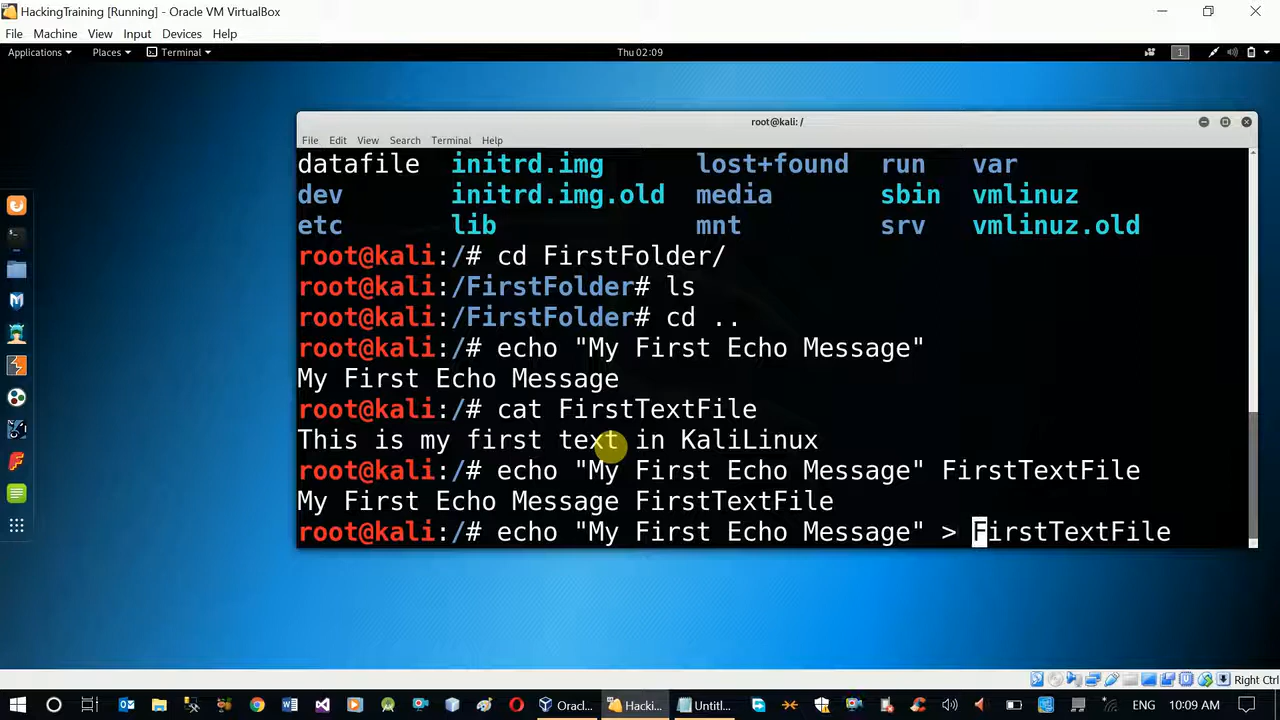 HackingTraining [Running] - Oracle VM VirtualBox
File Machine View Input Devices Help
Applications Places Terminal Thu 02:09 1
root@kali: /
File Edit View Search Terminal Help
datafile initrd.img lost+found run var
dev initrd.img.old media sbin vmlinuz
etc lib mnt srv vmlinuz.old
root@kali:/# cd FirstFolder/
root@kali:/FirstFolder# ls
root@kali:/FirstFolder# cd ..
root@kali:/# echo "My First Echo Message"
My First Echo Message
root@kali:/# cat FirstTextFile
This is my first text in KaliLinux
root@kali:/# echo "My First Echo Message" FirstTextFile
My First Echo Message FirstTextFile
root@kali:/# echo "My First Echo Message" > FirstTextFile
Right Ctrl
Oracl... Hacki... Untitl... ENG 10:09 AM